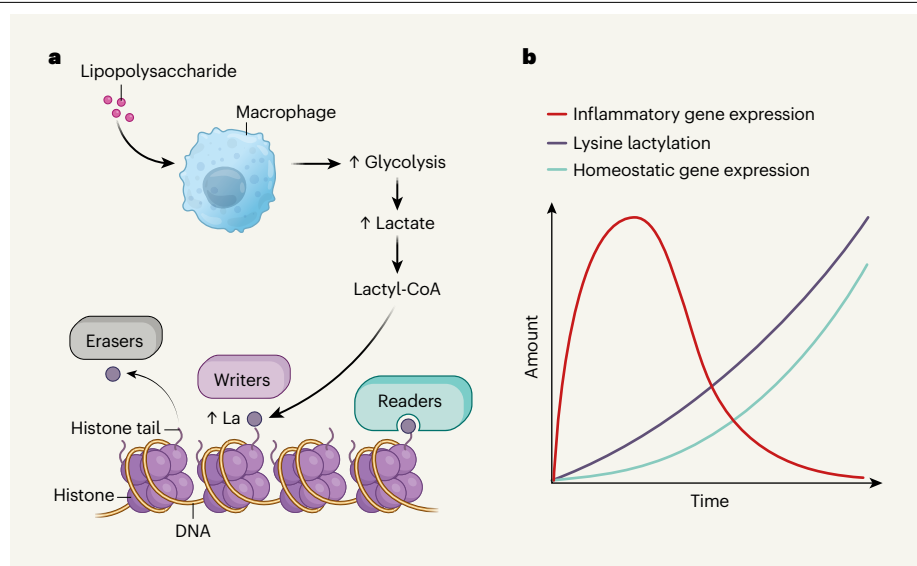 a
Lipopolysaccharide
Macrophage
↑ Glycolysis
↑ Lactate
Lactyl-CoA
Erasers
Writers
Readers
↑ La
Histone tail
Histone
DNA
b
Inflammatory gene expression
Lysine lactylation
Homeostatic gene expression
Amount
Time